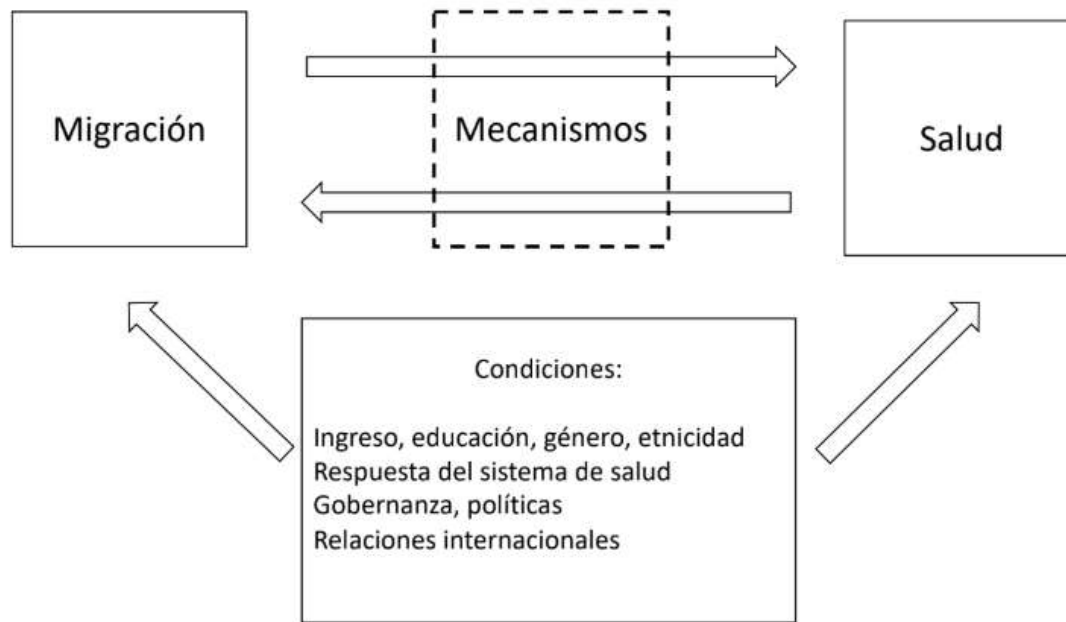 Migración
Mecanismos
Salud
Condiciones:
Ingreso, educación, género, etnicidad
Respuesta del sistema de salud
Gobernanza, políticas
Relaciones internacionales